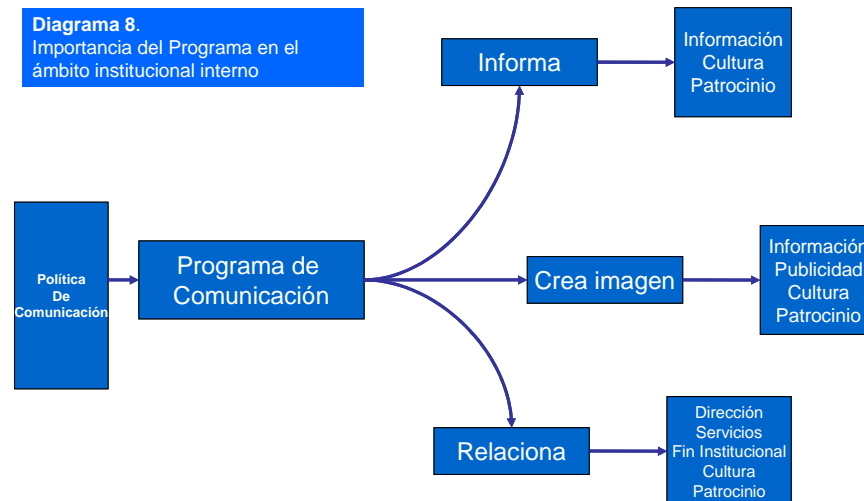 Diagrama 8.
Importancia del Programa en el
ámbito institucional interno
Informa
Información
Cultura
Patrocinio
Política
De
Comunicación
Programa de
Comunicación
Crea imagen
Información
Publicidad
Cultura
Patrocinio
Relaciona
Dirección
Servicios
Fin Institucional
Cultura
Patrocinio